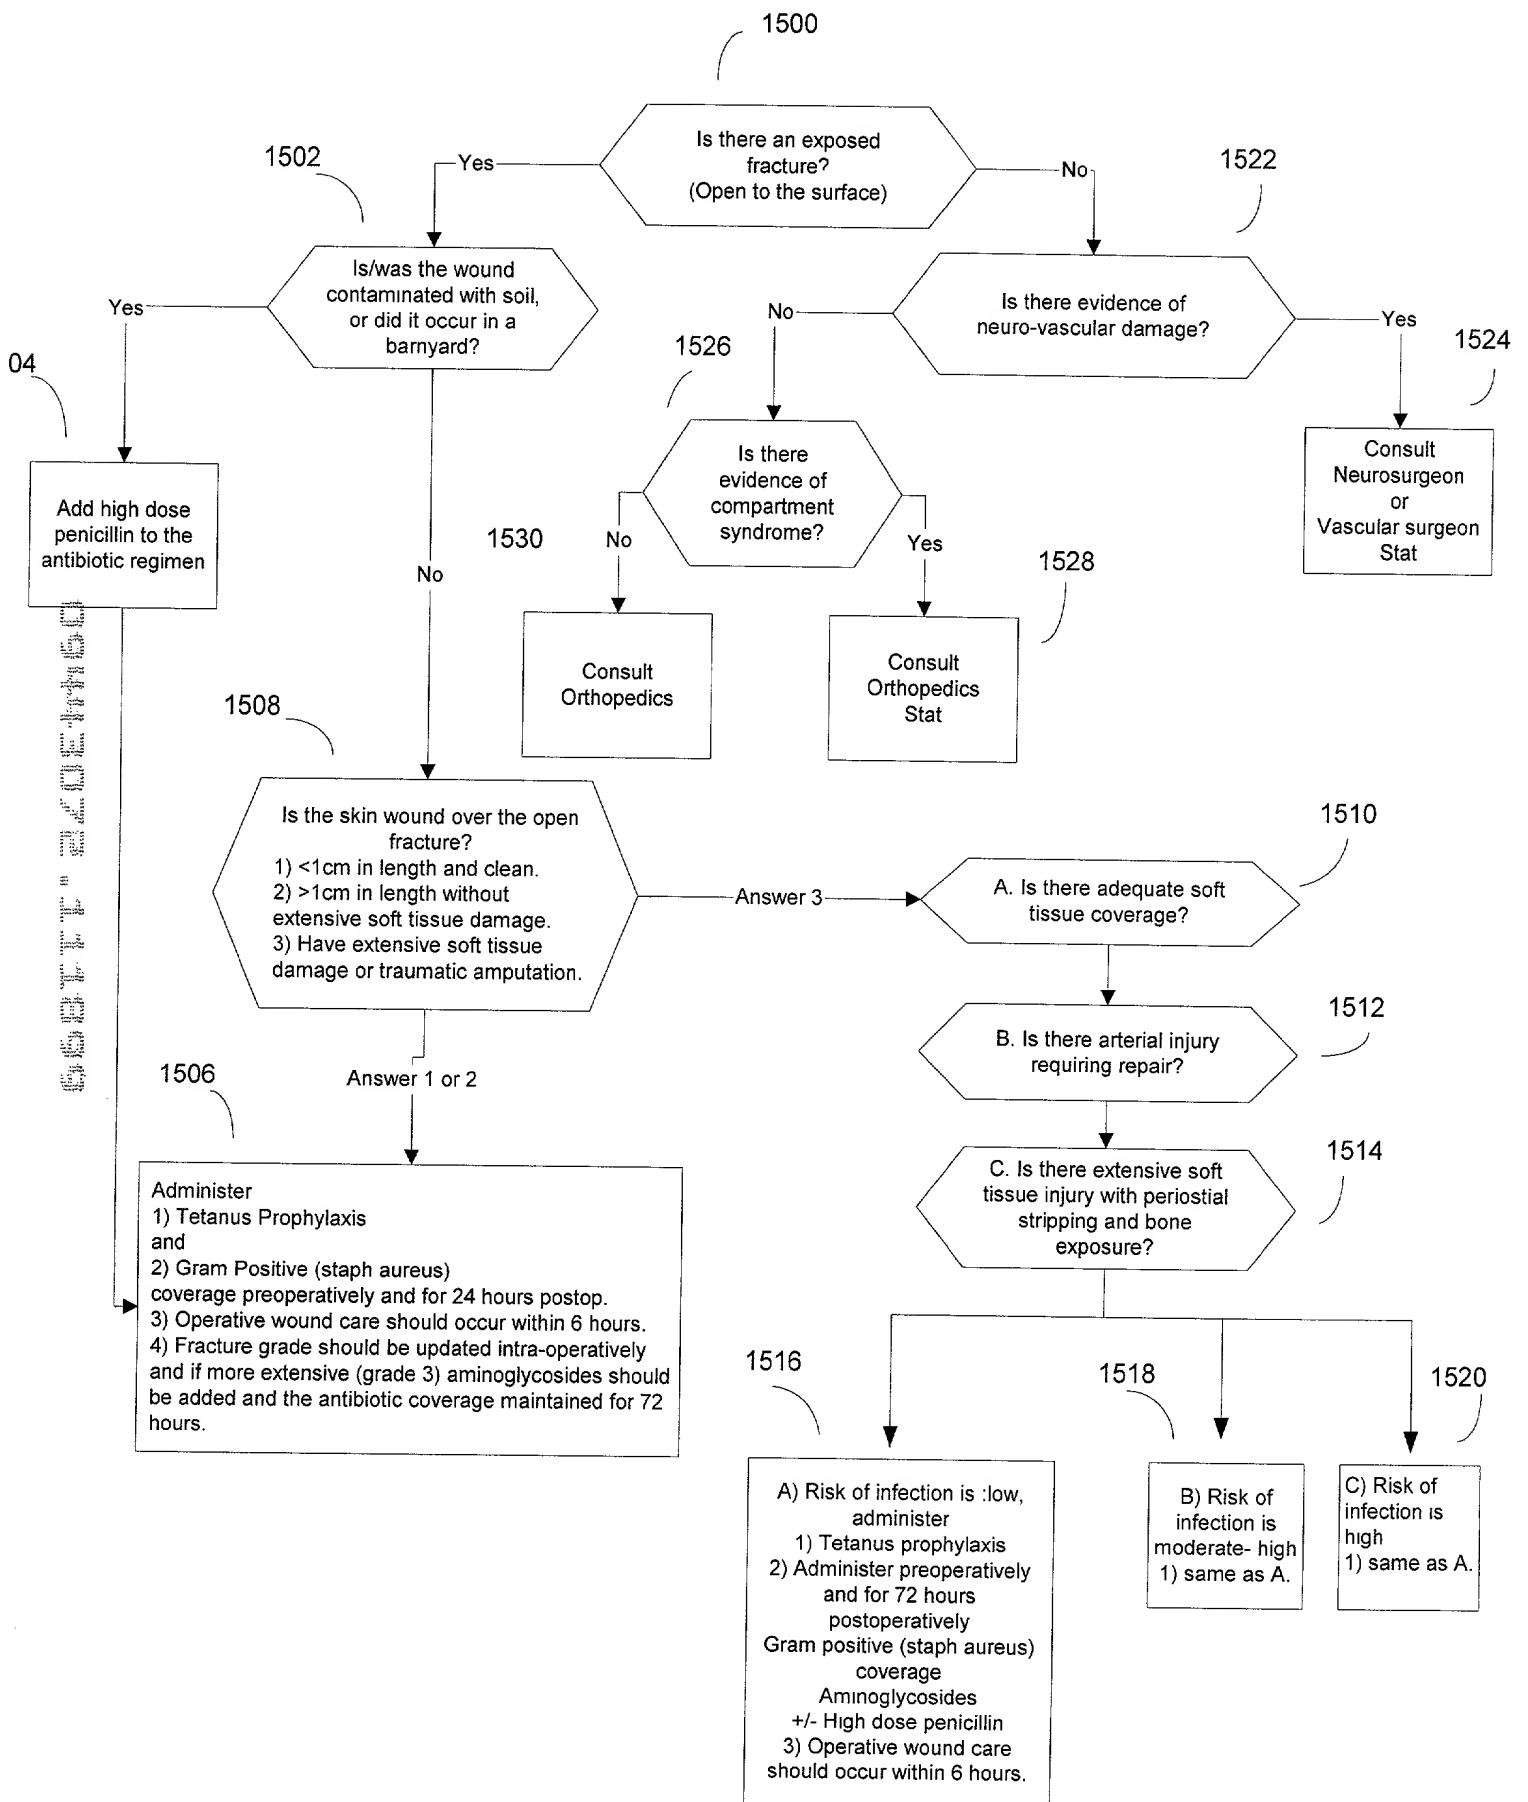 1500
Is there an exposed
fracture?
(Open to the surface)
Yes
No
1502
1522
Is/was the wound
contaminated with soil,
or did it occur in a
barnyard?
Yes
No
Is there evidence of
neuro-vascular damage?
No
Yes
1524
04
1526
Consult
Neurosurgeon
or
Vascular surgeon
Stat
Add high dose
penicillin to the
antibiotic regimen
Is there
evidence of
compartment
syndrome?
1530
No
Yes
1528
Consult
Orthopedics
Consult
Orthopedics
Stat
09443072.111899
1508
Is the skin wound over the open
fracture?
1) <1cm in length and clean.
2) >1cm in length without
extensive soft tissue damage.
3) Have extensive soft tissue
damage or traumatic amputation.
Answer 3
1510
A. Is there adequate soft
tissue coverage?
1512
B. Is there arterial injury
requiring repair?
1514
C. Is there extensive soft
tissue injury with periostial
stripping and bone
exposure?
Answer 1 or 2
1506
Administer
1) Tetanus Prophylaxis
and
2) Gram Positive (staph aureus)
coverage preoperatively and for 24 hours postop.
3) Operative wound care should occur within 6 hours.
4) Fracture grade should be updated intra-operatively
and if more extensive (grade 3) aminoglycosides should
be added and the antibiotic coverage maintained for 72
hours.
1516
1518
1520
A) Risk of infection is :low,
administer
1) Tetanus prophylaxis
2) Administer preoperatively
and for 72 hours
postoperatively
Gram positive (staph aureus)
coverage
Aminoglycosides
+/- High dose penicillin
3) Operative wound care
should occur within 6 hours.
B) Risk of
infection is
moderate- high
1) same as A.
C) Risk of
infection is
high
1) same as A.